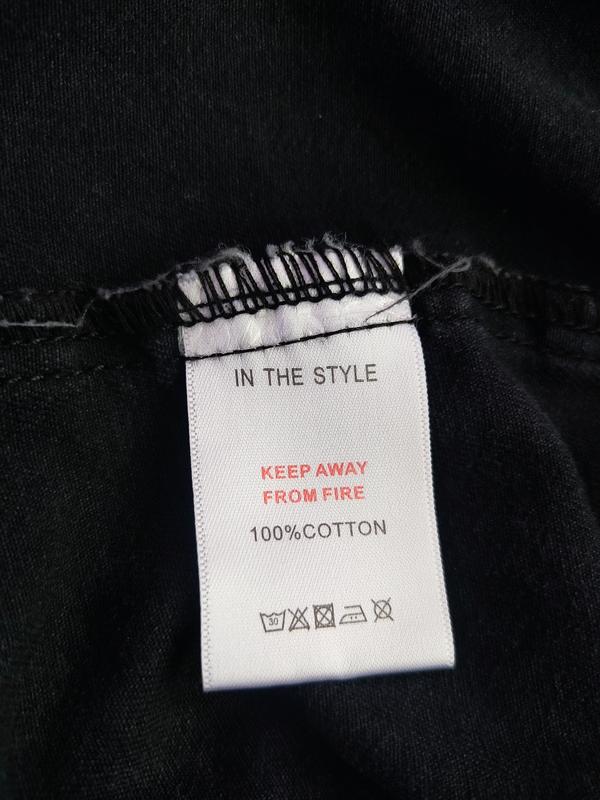 IN THE STYLE
KEEP AWAY
FROM FIRE
100%COTTON
30